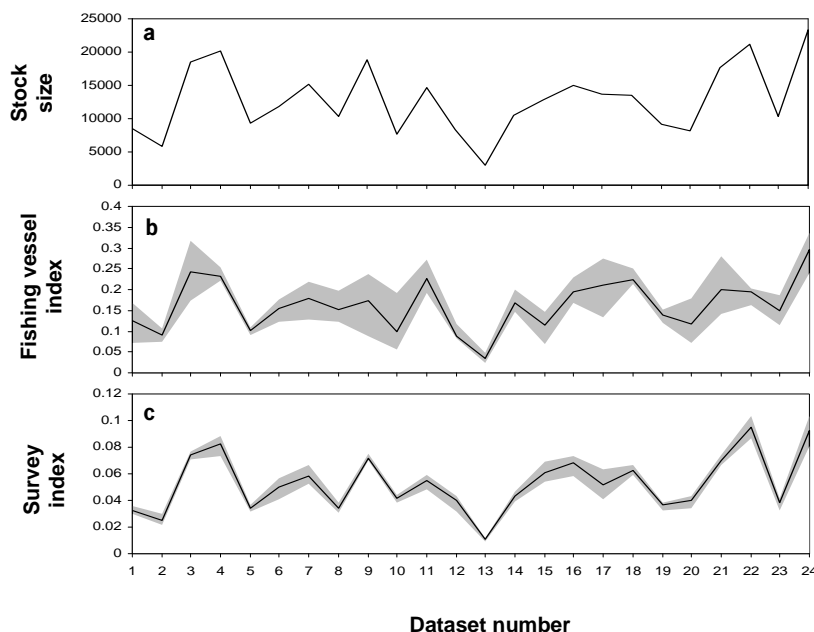 a
25000
20000
15000
10000
5000
0
Stock
size
b
0.4
0.35
0.3
0.25
0.2
0.15
0.1
0.05
0
Fishing vessel
index
c
0.12
0.1
0.08
0.06
0.04
0.02
0
Survey
index
1 2 3 4 5 6 7 8 9 10 11 12 13 14 15 16 17 18 19 20 21 22 23 24
Dataset number